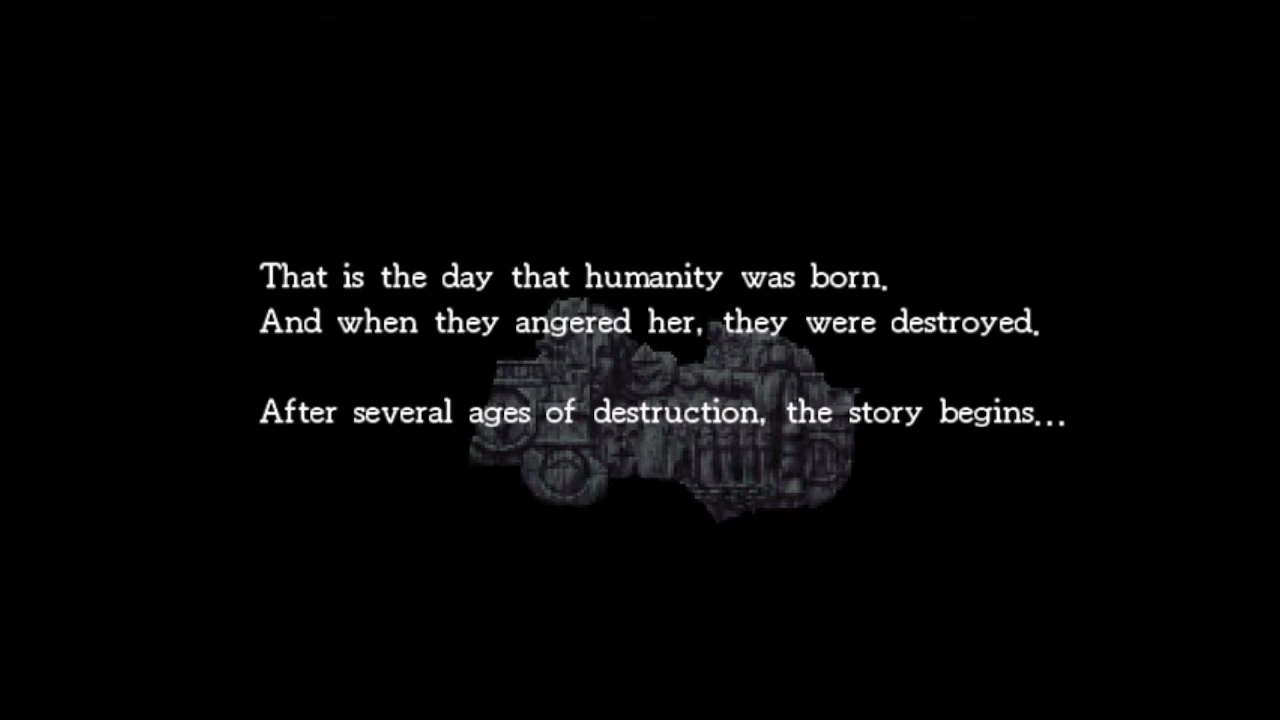 That is the day that humanity was born.
And when they angered her, they were destroyed.
After several ages of destruction, the story begins...